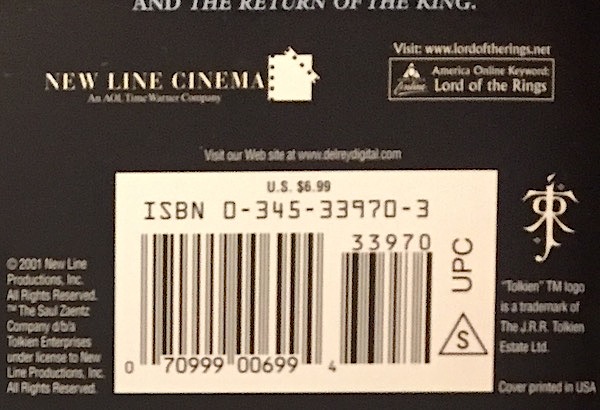 AND THE RETURN OF THE KING.
Visit: www.lordoftherings.net
NEW LINE CINEMA
An AOL Time Warner Company
America Online Keyword:
Lord of the Rings
Visit our Web site at www.delreydigital.com
U.S. $6.99
ISBN 0-345-33970-3
33970
UPC
S
0 70999 00699 4
© 2001 New Line
Productions, Inc.
All Rights Reserved.
™ The Saul Zaentz
Company d/b/a
Tolkien Enterprises
under license to New
Line Productions, Inc.
All Rights Reserved.
"Tolkien" TM logo
is a trademark of
The J.R.R. Tolkien
Estate Ltd.
Cover printed in USA